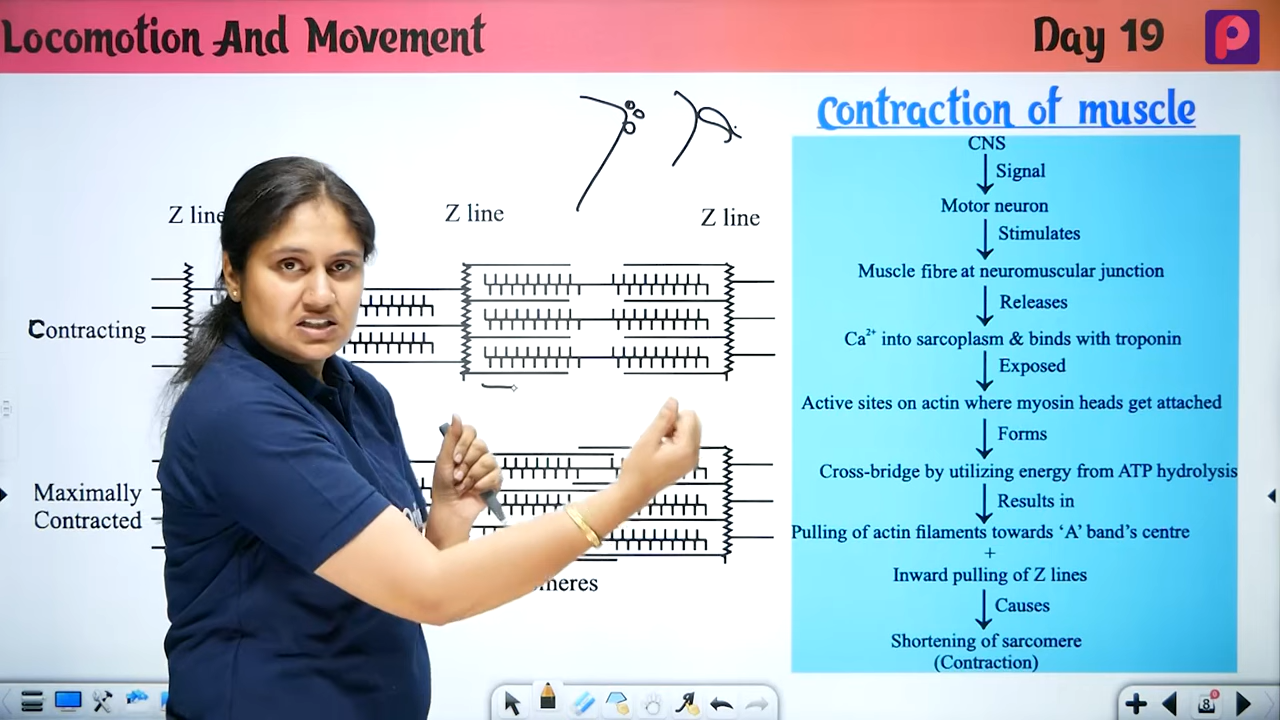 Locomotion And Movement
Day 19
Contraction of muscle
CNS
Signal
Motor neuron
Stimulates
Muscle fibre at neuromuscular junction
Releases
Ca²⁺ into sarcoplasm & binds with troponin
Exposed
Active sites on actin where myosin heads get attached
Forms
Cross-bridge by utilizing energy from ATP hydrolysis
Results in
Pulling of actin filaments towards ‘A’ band’s centre
+
Inward pulling of Z lines
Causes
Shortening of sarcomere
(Contraction)
Z line
Z line
Z line
Contracting
Maximally
Contracted
8